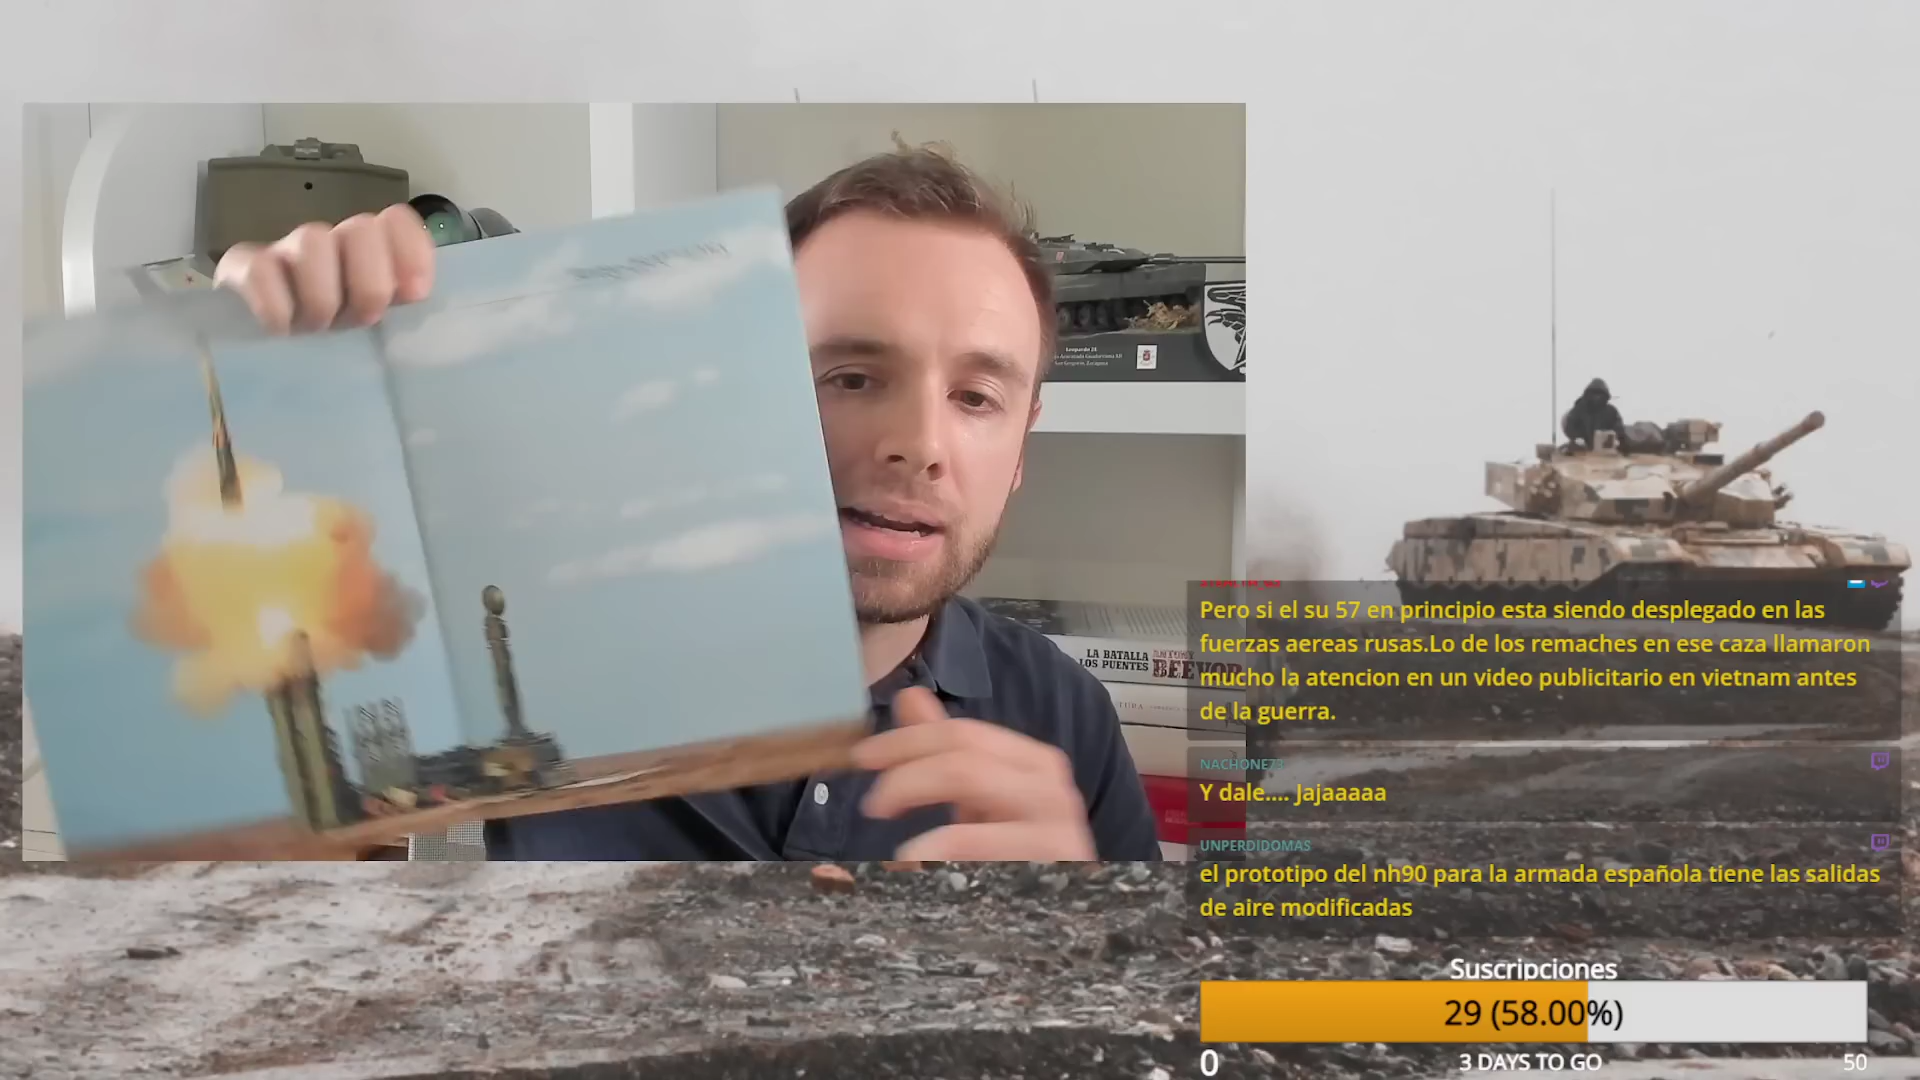 Leopardo 2E
LA BATALLA
LOS PUENTES
BEEVOR
Pero si el su 57 en principio esta siendo desplegado en las
fuerzas aereas rusas.Lo de los remaches en ese caza llamaron
mucho la atencion en un video publicitario en vietnam antes
de la guerra.
NACHONE73
Y dale.... Jajaaaaa
UNPERDIDOMAS
el prototipo del nh90 para la armada española tiene las salidas
de aire modificadas
Suscripciones
29 (58.00%)
0
3 DAYS TO GO
50